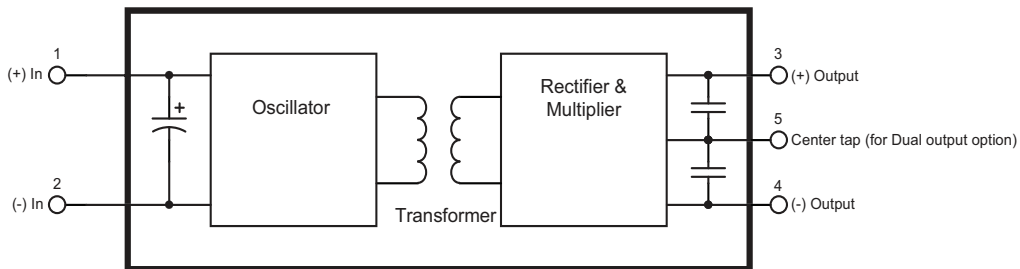 1
(+) In
2
(-) In
+
Oscillator
Transformer
Rectifier &
Multiplier
3
(+) Output
5
Center tap (for Dual output option)
4
(-) Output